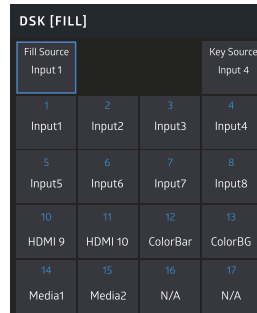 DSK [FILL]
Fill Source
Input 1
Key Source
Input 4
1 2 3 4
Input1 Input2 Input3 Input4
5 6 7 8
Input5 Input6 Input7 Input8
10 11 12 13
HDMI 9 HDMI 10 ColorBar ColorBG
14 15 16 17
Media1 Media2 N/A N/A